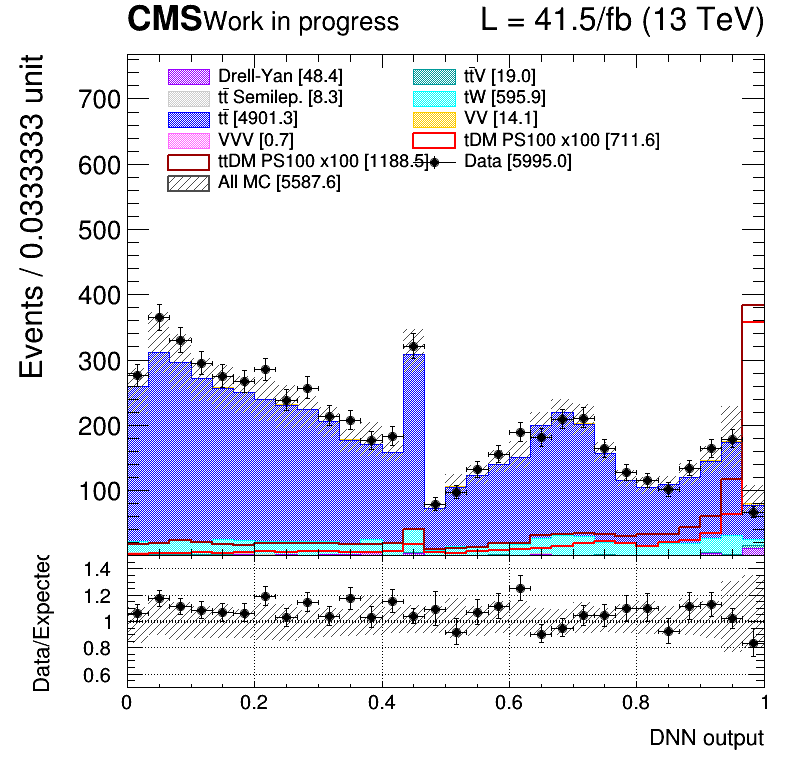 CMS Work in progress L = 41.5/fb (13 TeV)
Events / 0.0333333 unit
700
600
500
400
300
200
100
Drell-Yan [48.4]
tt̄V [19.0]
tt̄ Semilep. [8.3]
tW [595.9]
tt̄ [4901.3]
VV [14.1]
VVV [0.7]
tDM PS100 x100 [711.6]
ttDM PS100 x100 [1188.5]
Data [5995.0]
All MC [5587.6]
Data/Expected
1.4
1.2
1
0.8
0.6
0 0.2 0.4 0.6 0.8 1
DNN output